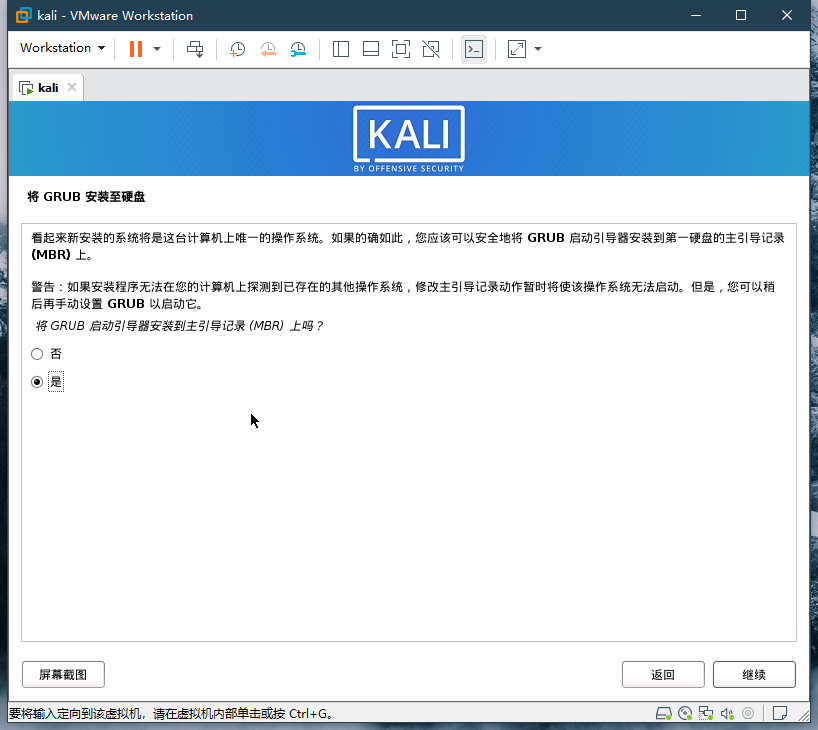 kali - VMware Workstation
Workstation
kali
KALI
BY OFFENSIVE SECURITY
将 GRUB 安装至硬盘
看起来新安装的系统将是这台计算机上唯一的操作系统。如果的确如此，您应该可以安全地将 GRUB 启动引导器安装到第一硬盘的主引导记录
(MBR) 上。
警告：如果安装程序无法在您的计算机上探测到已存在的其他操作系统，修改主引导记录动作暂时将使该操作系统无法启动。但是，您可以稍
后再手动设置 GRUB 以启动它。
将 GRUB 启动引导器安装到主引导记录 (MBR) 上吗？
否
是
屏幕截图
返回
继续
要将输入定向到该虚拟机，请在虚拟机内部单击或按 Ctrl+G。